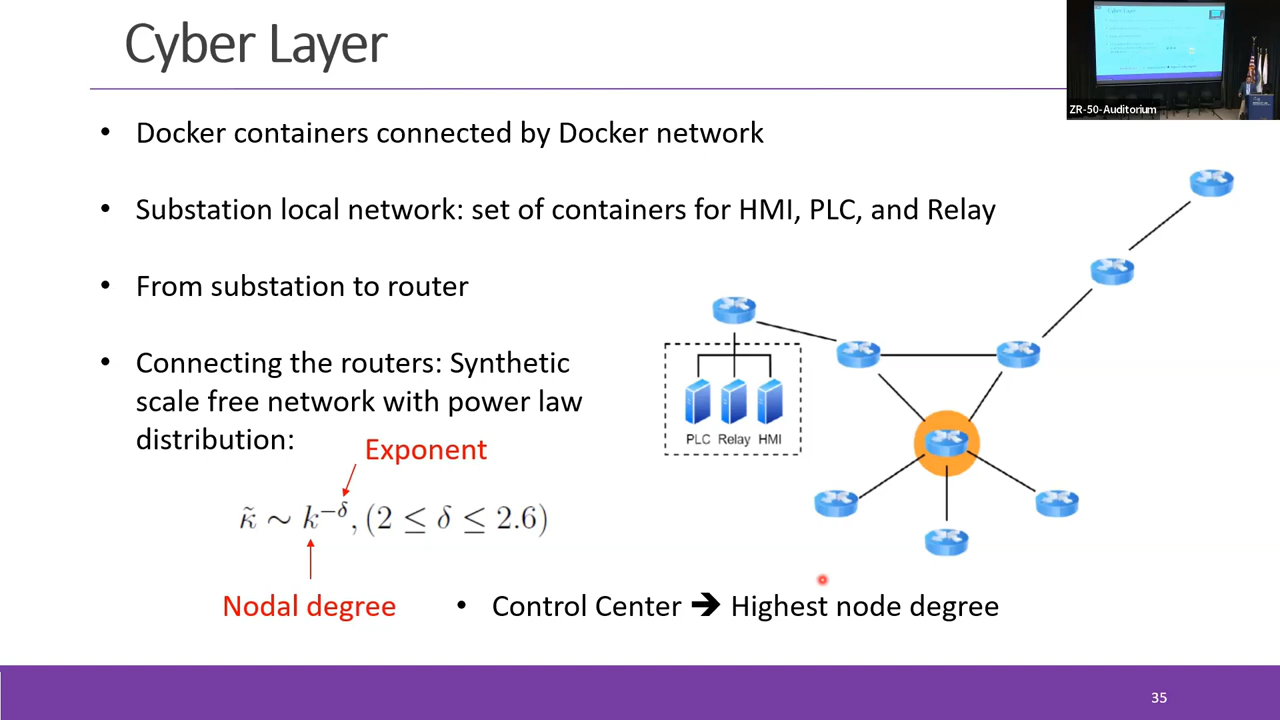 Cyber Layer
ZR-50-Auditorium
• Docker containers connected by Docker network
• Substation local network: set of containers for HMI, PLC, and Relay
• From substation to router
• Connecting the routers: Synthetic
scale free network with power law
distribution:
Exponent
κ̃ ∼ k^−δ, (2 ≤ δ ≤ 2.6)
Nodal degree
PLC Relay HMI
• Control Center ➔ Highest node degree
35